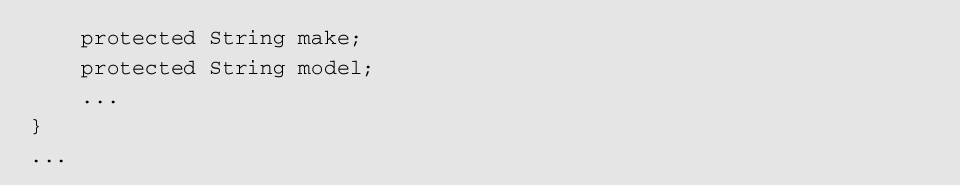 protected String make;
    protected String model;
    ...
}
...